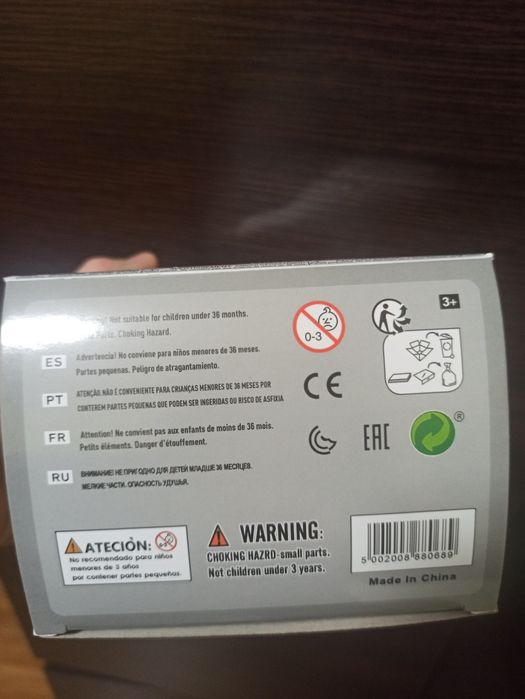 Not suitable for children under 36 months.
Parts. Choking Hazard.
ES
Advertencia! No conviene para niños menores de 36 meses.
Partes pequenas. Peligro de atragantamiento.
PT
ATENÇÃO.NÃO E CONVENIENTE PARA CRIANÇAS MENORES DE 36 MESES POR
CONTEREM PARTES PEQUENAS QUE PODEM SER INGERIDAS OU RISCO DE ASFIXIA
FR
Attention! Ne convient pas aux enfants de moins de 36 mois.
Petits éléments. Danger d'étouffement.
RU
ВНИМАНИЕ! НЕ ПРИГОДНО ДЛЯ ДЕТЕЙ МЛАДШЕ 36 МЕСЯЦЕВ.
МЕЛКИЕ ЧАСТИ. ОПАСНОСТЬ УДУШЬЯ.
0-3
3+
CE
EAC
®
ATECIÓN:
No recomendado para niños
menores de 3 años
por contener partes pequeñas.
WARNING:
CHOKING HAZRD-small parts.
Not children under 3 years.
5 002008 880689
Made In China